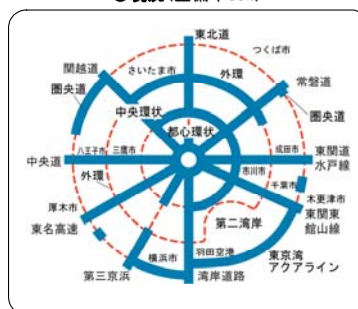 東北道
つくば市
関越道
さいたま市
外環
常磐道
圏央道
圏央道
中央環状
都心環状
八王子市
三鷹市
成田市
東関道
水戸線
中央道
市川市
外環
千葉市
木更津市
厚木市
東関東
館山線
第二湾岸
東名高速
羽田空港
横浜市
東京湾
アクアライン
第三京浜
湾岸道路